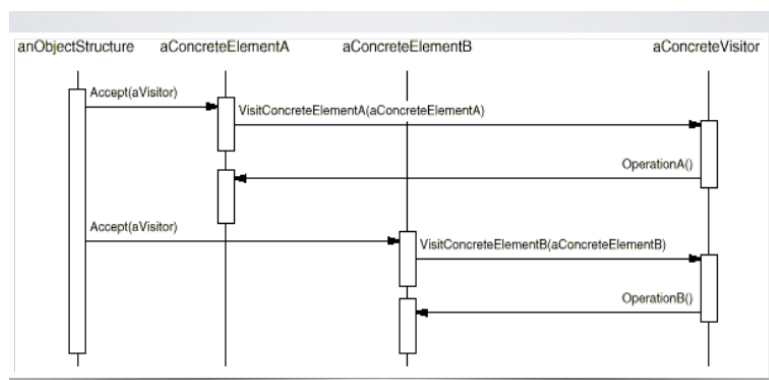 anObjectStructure aConcreteElementA aConcreteElementB aConcreteVisitor
Accept(aVisitor)
VisitConcreteElementA(aConcreteElementA)
OperationA()
Accept(aVisitor)
VisitConcreteElementB(aConcreteElementB)
OperationB()